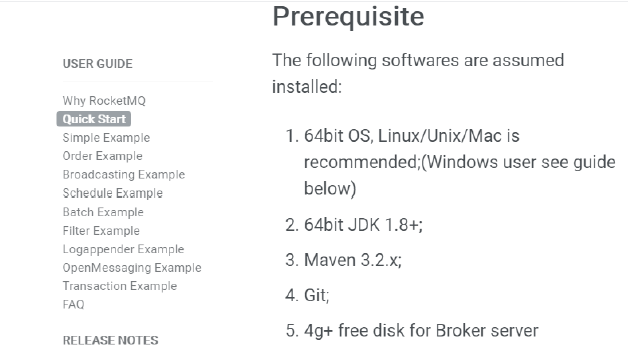 Prerequisite
USER GUIDE
Why RocketMQ
Quick Start
Simple Example
Order Example
Broadcasting Example
Schedule Example
Batch Example
Filter Example
Logappender Example
OpenMessaging Example
Transaction Example
FAQ
RELEASE NOTES
The following softwares are assumed
installed:
1. 64bit OS, Linux/Unix/Mac is
recommended;(Windows user see guide
below)
2. 64bit JDK 1.8+;
3. Maven 3.2.x;
4. Git;
5. 4g+ free disk for Broker server